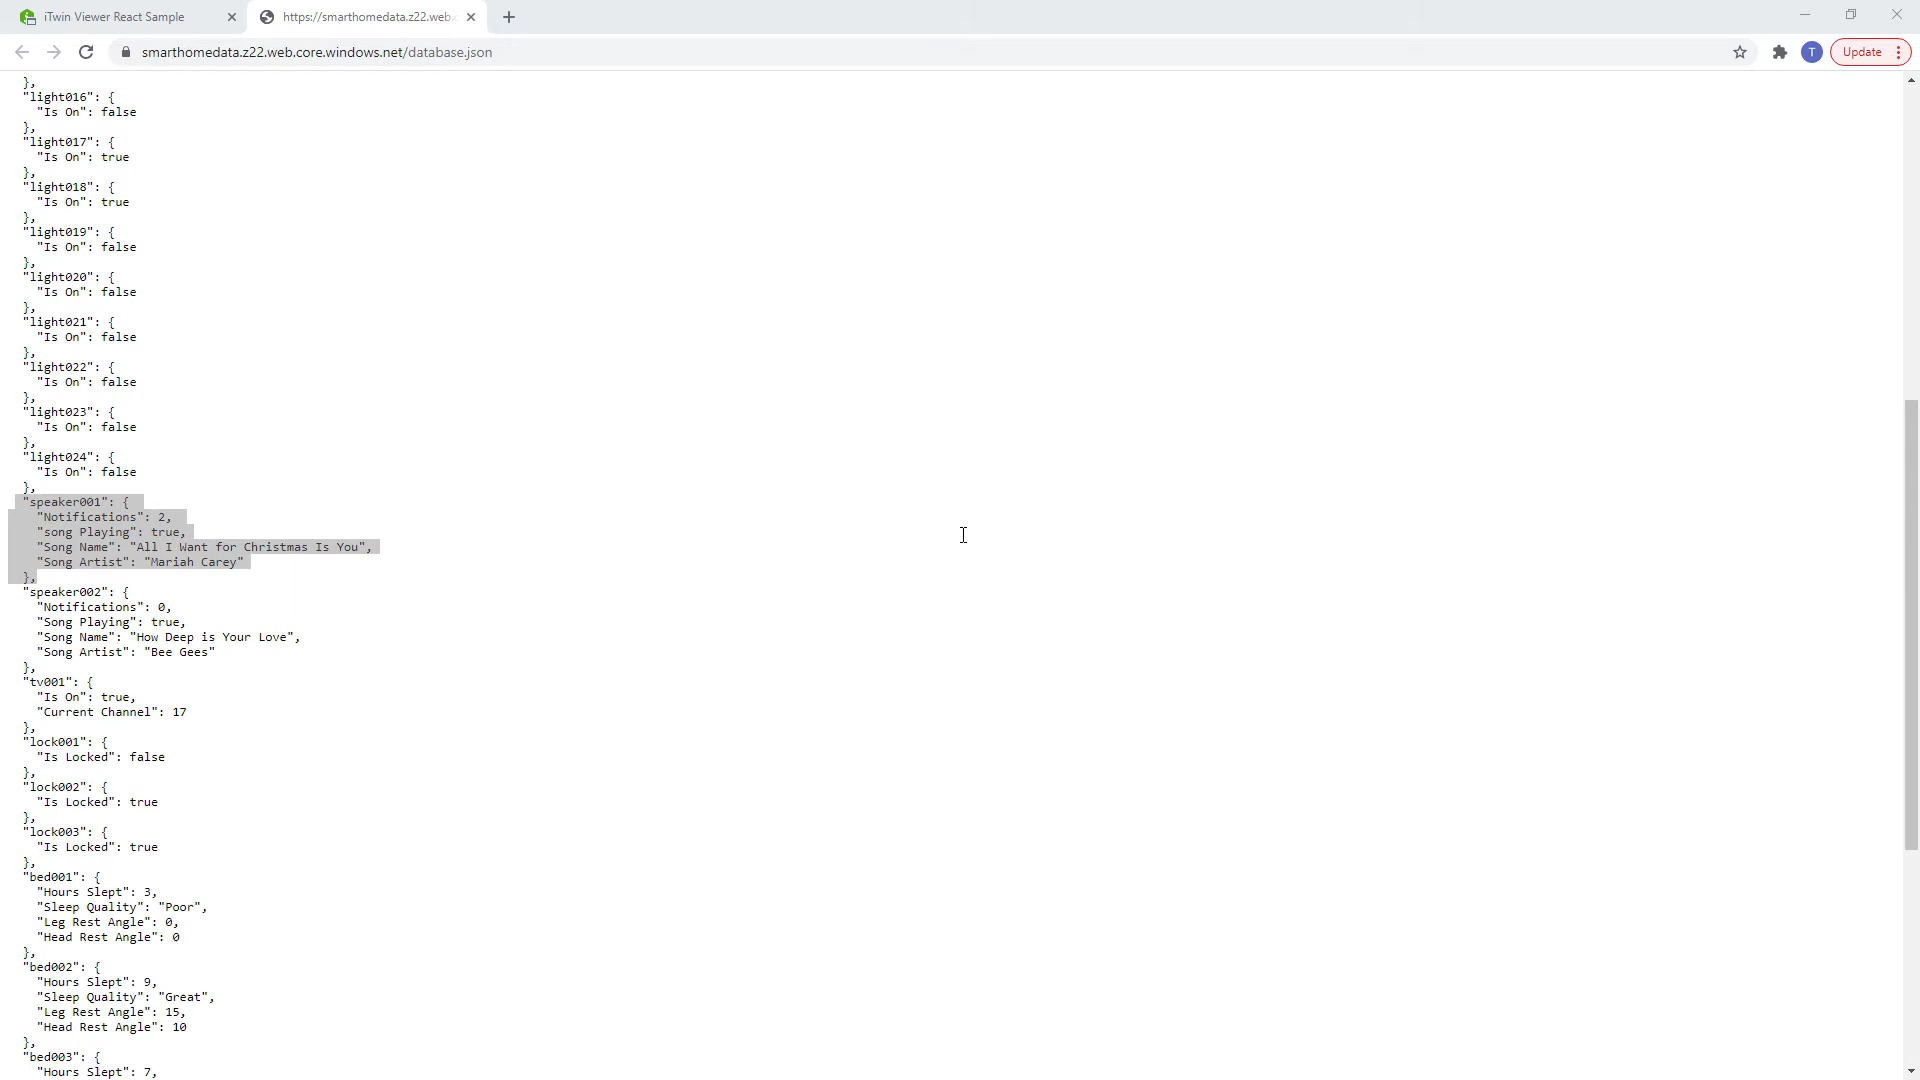 iTwin Viewer React Sample
https://smarthomedata.z22.web.c
smarthomedata.z22.web.core.windows.net/database.json
T
Update
},
"light016": {
"Is On": false
},
"light017": {
"Is On": true
},
"light018": {
"Is On": true
},
"light019": {
"Is On": false
},
"light020": {
"Is On": false
},
"light021": {
"Is On": false
},
"light022": {
"Is On": false
},
"light023": {
"Is On": false
},
"light024": {
"Is On": false
},
"speaker001": {
"Notifications": 2,
"song Playing": true,
"Song Name": "All I Want for Christmas Is You",
"Song Artist": "Mariah Carey"
},
"speaker002": {
"Notifications": 0,
"Song Playing": true,
"Song Name": "How Deep is Your Love",
"Song Artist": "Bee Gees"
},
"tv001": {
"Is On": true,
"Current Channel": 17
},
"lock001": {
"Is Locked": false
},
"lock002": {
"Is Locked": true
},
"lock003": {
"Is Locked": true
},
"bed001": {
"Hours Slept": 3,
"Sleep Quality": "Poor",
"Leg Rest Angle": 0,
"Head Rest Angle": 0
},
"bed002": {
"Hours Slept": 9,
"Sleep Quality": "Great",
"Leg Rest Angle": 15,
"Head Rest Angle": 10
},
"bed003": {
"Hours Slept": 7,